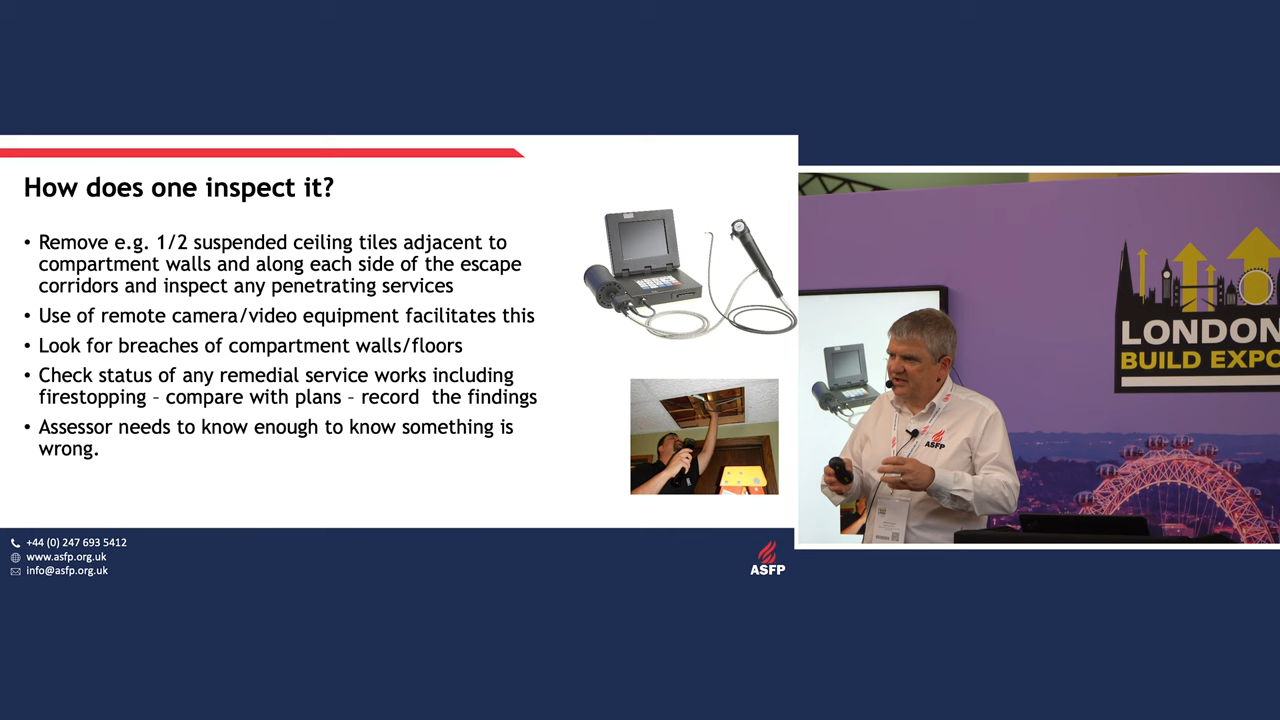 How does one inspect it?
• Remove e.g. 1/2 suspended ceiling tiles adjacent to
compartment walls and along each side of the escape
corridors and inspect any penetrating services
• Use of remote camera/video equipment facilitates this
• Look for breaches of compartment walls/floors
• Check status of any remedial service works including
firestopping – compare with plans – record  the findings
• Assessor needs to know enough to know something is
wrong.
+44 (0) 247 693 5412
www.asfp.org.uk
info@asfp.org.uk
ASFP
LONDON
BUILD EXPO
ASFP